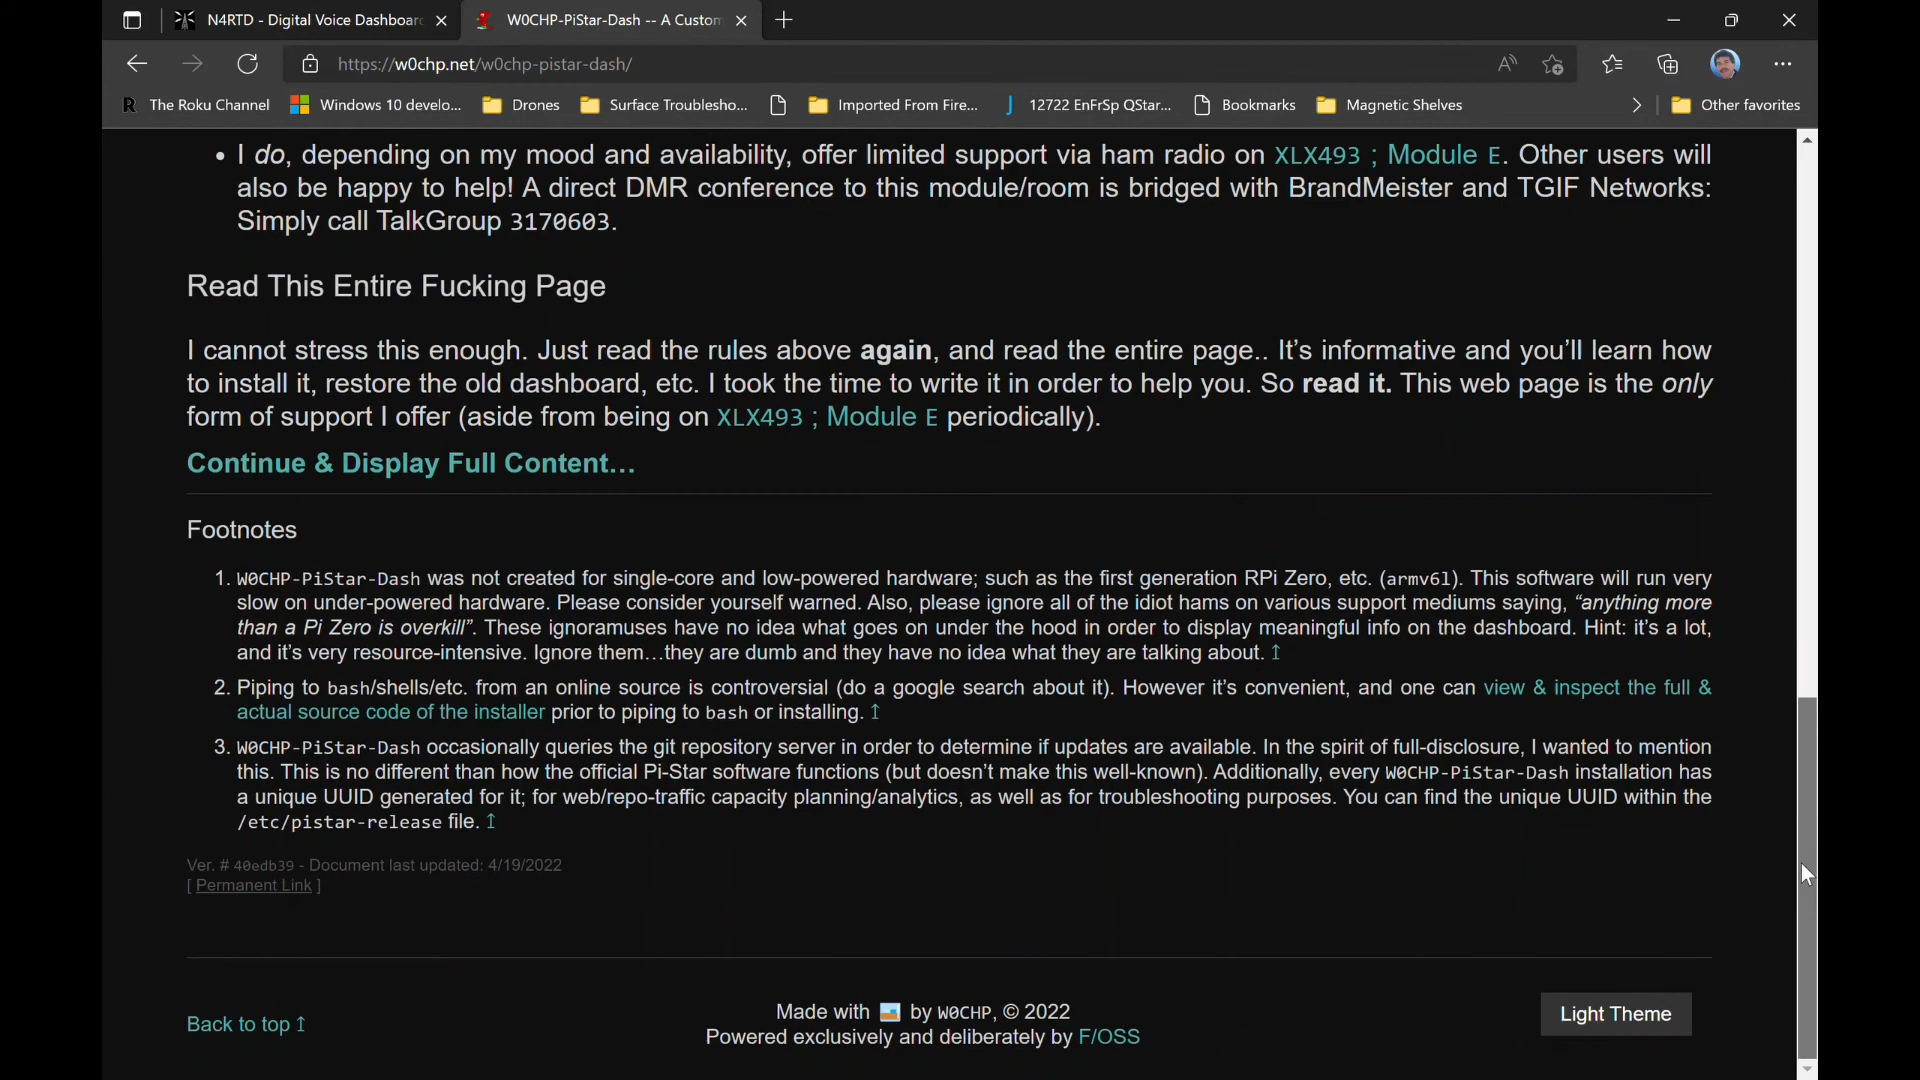 N4RTD - Digital Voice Dashboar
W0CHP-PiStar-Dash -- A Custom
https://w0chp.net/w0chp-pistar-dash/
R The Roku Channel
Windows 10 develo...
Drones
Surface Troublesho...
Imported From Fire...
12722 EnFrSp QStar...
Bookmarks
Magnetic Shelves
Other favorites
• I do, depending on my mood and availability, offer limited support via ham radio on XLX493 ; Module E. Other users will
also be happy to help! A direct DMR conference to this module/room is bridged with BrandMeister and TGIF Networks:
Simply call TalkGroup 3170603.
Read This Entire Fucking Page
I cannot stress this enough. Just read the rules above again, and read the entire page.. It’s informative and you’ll learn how
to install it, restore the old dashboard, etc. I took the time to write it in order to help you. So read it. This web page is the only
form of support I offer (aside from being on XLX493 ; Module E periodically).
Continue & Display Full Content…
Footnotes
1. W0CHP-PiStar-Dash was not created for single-core and low-powered hardware; such as the first generation RPi Zero, etc. (armv6l). This software will run very
slow on under-powered hardware. Please consider yourself warned. Also, please ignore all of the idiot hams on various support mediums saying, “anything more
than a Pi Zero is overkill”. These ignoramuses have no idea what goes on under the hood in order to display meaningful info on the dashboard. Hint: it’s a lot,
and it’s very resource-intensive. Ignore them…they are dumb and they have no idea what they are talking about. ↥
2. Piping to bash/shells/etc. from an online source is controversial (do a google search about it). However it’s convenient, and one can view & inspect the full &
actual source code of the installer prior to piping to bash or installing. ↥
3. W0CHP-PiStar-Dash occasionally queries the git repository server in order to determine if updates are available. In the spirit of full-disclosure, I wanted to mention
this. This is no different than how the official Pi-Star software functions (but doesn’t make this well-known). Additionally, every W0CHP-PiStar-Dash installation has
a unique UUID generated for it; for web/repo-traffic capacity planning/analytics, as well as for troubleshooting purposes. You can find the unique UUID within the
/etc/pistar-release file. ↥
Ver. # 40edb39 - Document last updated: 4/19/2022
[ Permanent Link ]
Back to top ↥
Made with by W0CHP, © 2022
Powered exclusively and deliberately by F/OSS
Light Theme